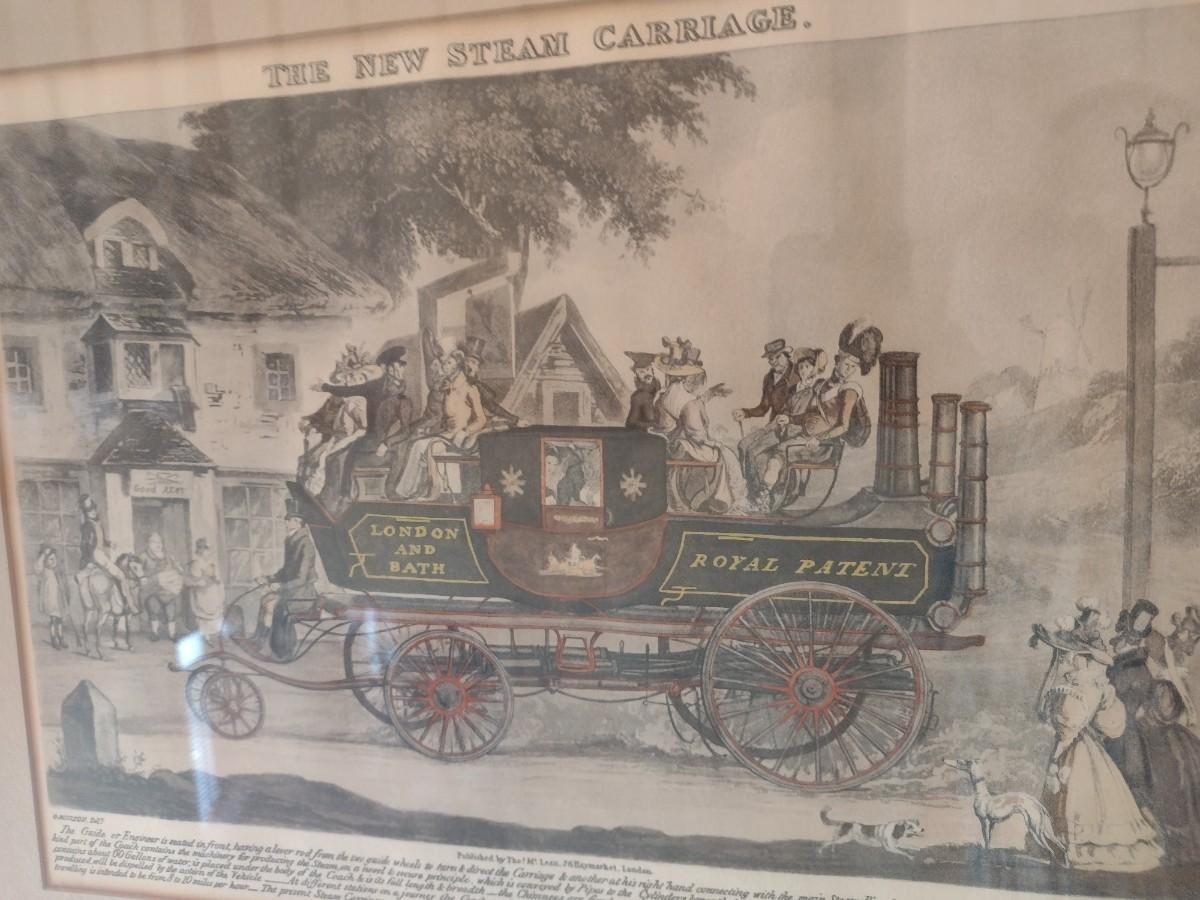 THE NEW STEAM CARRIAGE.
Good
LONDON
AND
BATH
ROYAL PATENT
Published by Thos. Mc. Lean, 26 Haymarket, London.
The Guide or Engineer is seated in front, having a lever rod from the two guide wheels to turn & direct the Carriage & another at his right hand connecting with the main Steam
hind part of the Coach contains the machinery for producing the Steam, on a novel & secure principle, which is conveyed by Pipes to the Cylinders
contains about 60 Gallons of water, is placed under the body of the Coach & is its full length & breadth — the Chimneys are
produced will be dispelled by the action of the Vehicle — At different stations on a journey the
travelling is intended to be from 8 to 10 miles per hour — The present Steam